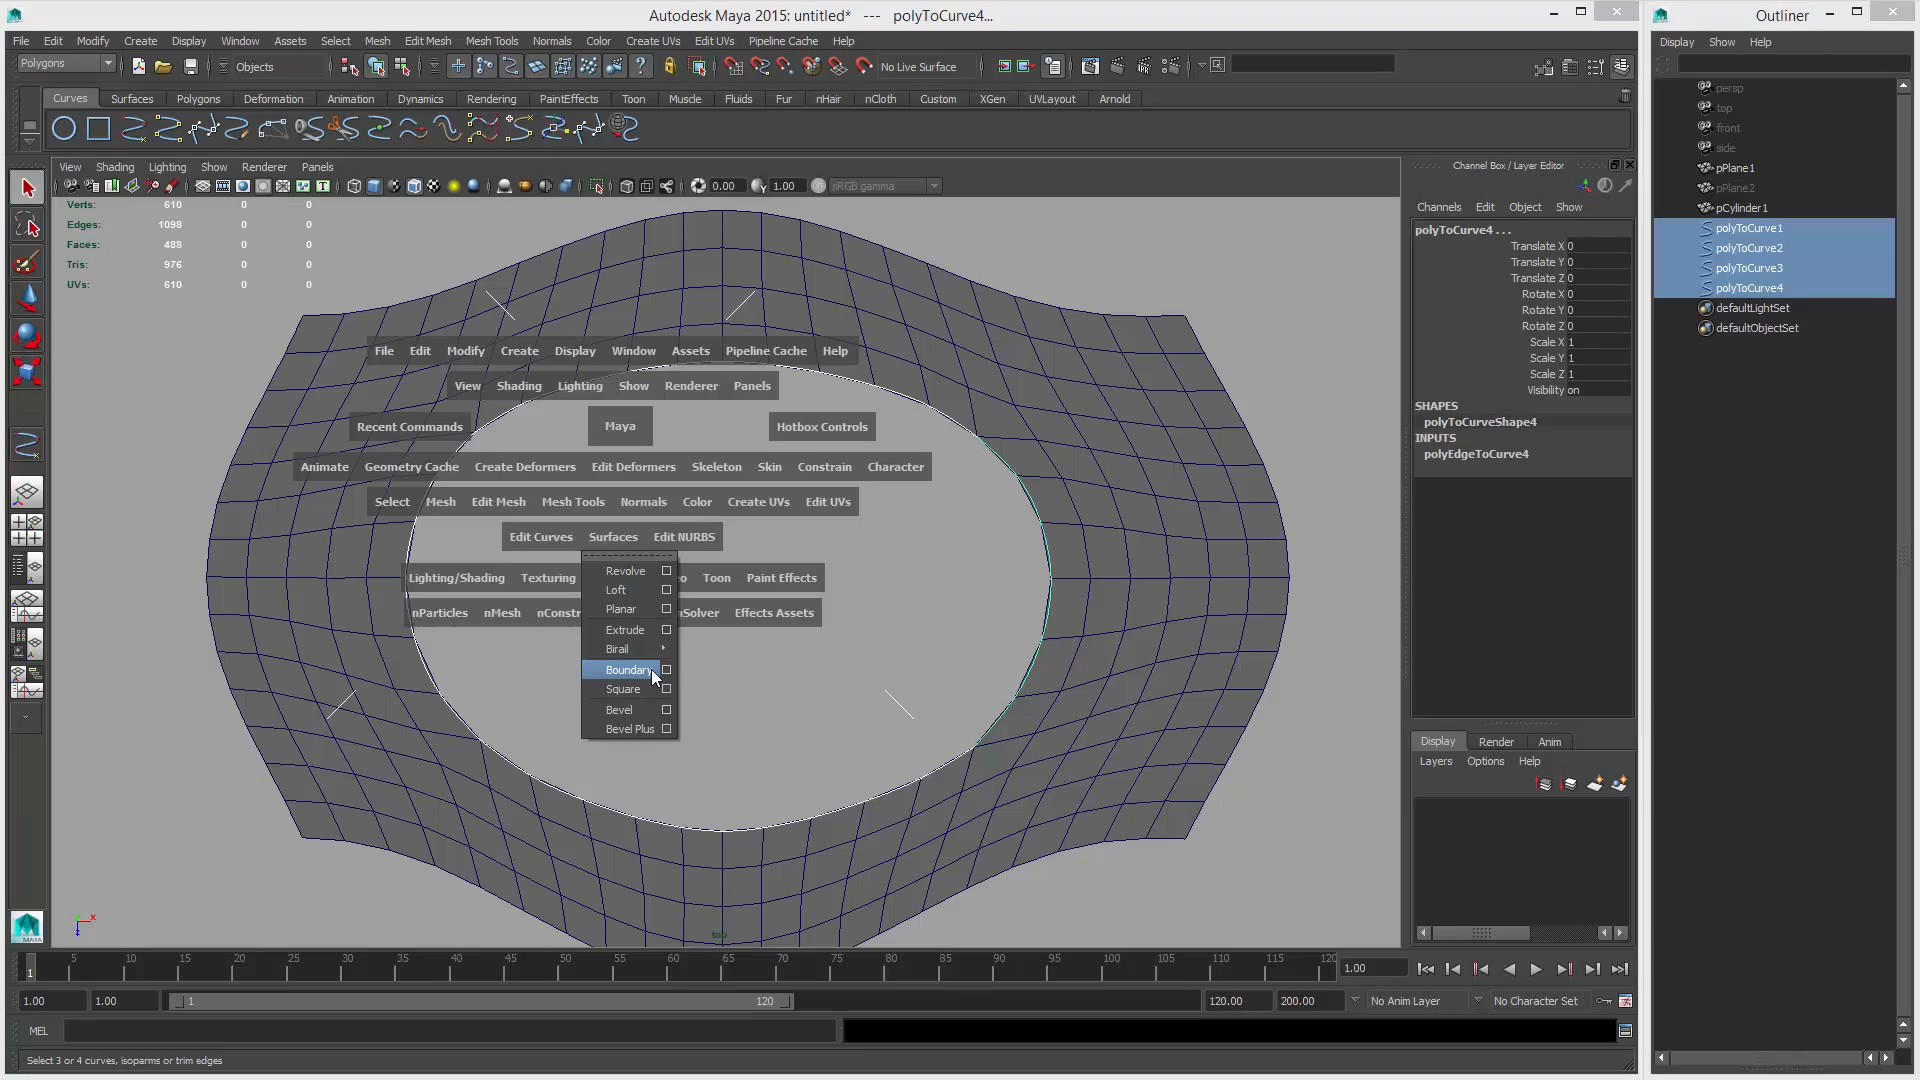 Autodesk Maya 2015: untitled* --- polyToCurve4...
Outliner
File Edit Modify Create Display Window Assets Select Mesh Edit Mesh Mesh Tools Normals Color Create UVs Edit UVs Pipeline Cache Help
Display Show Help
Polygons
Objects
No Live Surface
Curves Surfaces Polygons Deformation Animation Dynamics Rendering PaintEffects Toon Muscle Fluids Fur nHair nCloth Custom XGen UVLayout Arnold
View Shading Lighting Show Renderer Panels
0.00
1.00
sRGB gamma
Verts: 610 0 0
Edges: 1098 0 0
Faces: 488 0 0
Tris: 976 0 0
UVs: 610 0 0
File Edit Modify Create Display Window Assets Pipeline Cache Help
View Shading Lighting Show Renderer Panels
Recent Commands
Maya
Hotbox Controls
Animate Geometry Cache Create Deformers Edit Deformers Skeleton Skin Constrain Character
Select Mesh Edit Mesh Mesh Tools Normals Color Create UVs Edit UVs
Edit Curves Surfaces Edit NURBS
Lighting/Shading Texturing
Toon Paint Effects
nParticles nMesh
Effects Assets
Revolve
Loft
Planar
Extrude
Birail
Boundary
Square
Bevel
Bevel Plus
top
x
MAYA
Channel Box / Layer Editor
Channels Edit Object Show
polyToCurve4 . . .
Translate X 0
Translate Y 0
Translate Z 0
Rotate X 0
Rotate Y 0
Rotate Z 0
Scale X 1
Scale Y 1
Scale Z 1
Visibility on
SHAPES
polyToCurveShape4
INPUTS
polyEdgeToCurve4
Display Render Anim
Layers Options Help
persp
top
front
side
pPlane1
pPlane2
pCylinder1
polyToCurve1
polyToCurve2
polyToCurve3
polyToCurve4
defaultLightSet
defaultObjectSet
1 5 10 15 20 25 30 35 40 45 50 55 60 65 70 75 80 85 90 95 100 105 110 115 120
1.00
1.00
1.00
1
120
120.00
200.00
No Anim Layer
No Character Set
MEL
Select 3 or 4 curves, isoparms or trim edges